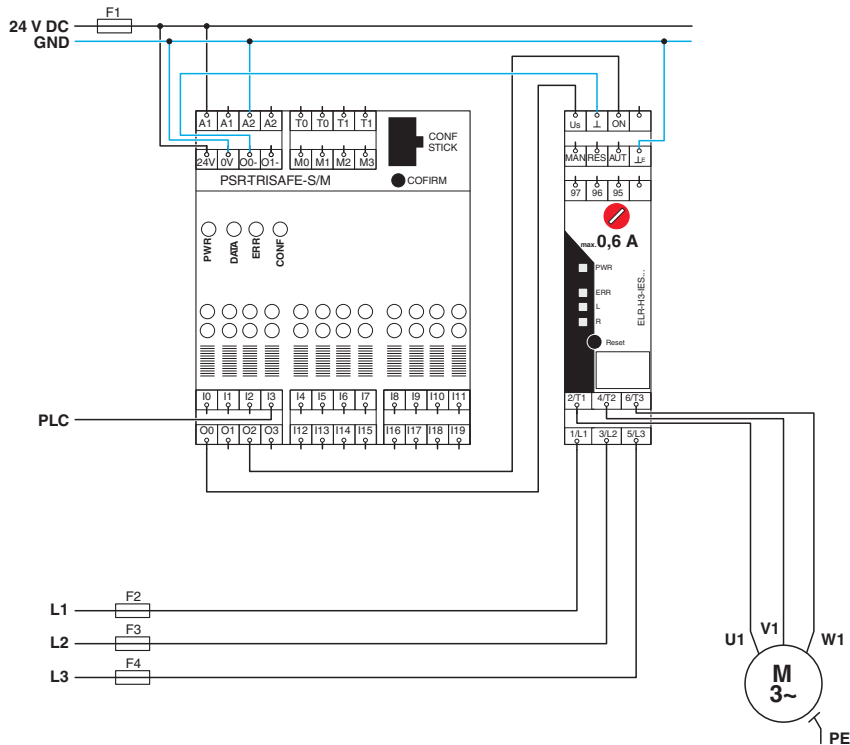 F1
24 V DC
GND
A1 A1 A2 A2 T0 T0 T1 T1
24V 0V O0- O1- M0 M1 M2 M3
CONF
STICK
PSR-TRISAFE-S/M
COFIRM
PWR
DATA
ERR
CONF
I0 I1 I2 I3 I4 I5 I6 I7 I8 I9 I10 I11
O0 O1 O2 O3 I12 I13 I14 I15 I16 I17 I18 I19
PLC
Us ⊥ ON
MAN RES AUT ⊥E
97 96 95
max. 0,6 A
PWR
ERR
L
R
ELR-H3-IES...
Reset
2/T1 4/T2 6/T3
1/L1 3/L2 5/L3
F2
L1
F3
L2
F4
L3
U1
V1
W1
M
3~
PE